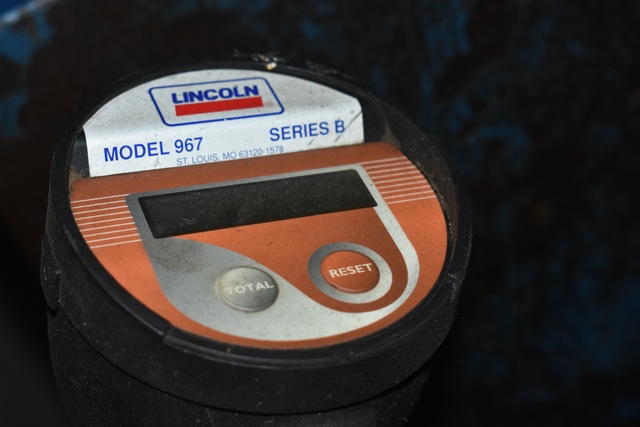 LINCOLN
MODEL 967 SERIES B
ST. LOUIS, MO 63120-1578
TOTAL
RESET